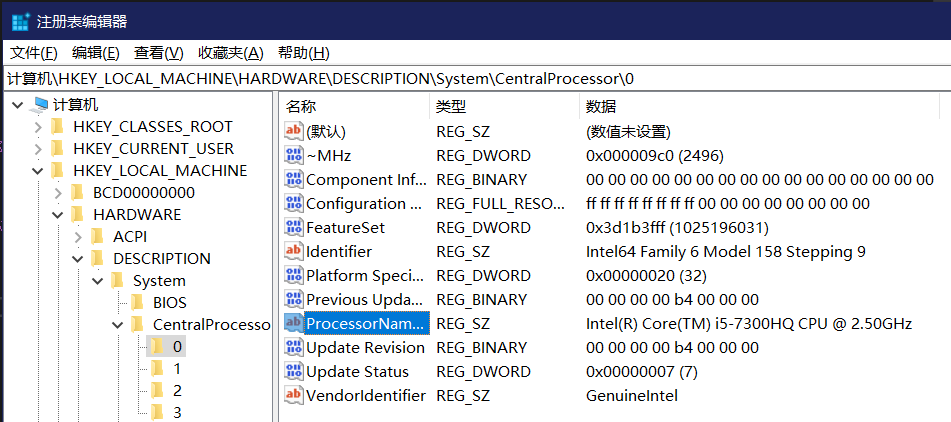 注册表编辑器
文件(F) 编辑(E) 查看(V) 收藏夹(A) 帮助(H)
计算机\HKEY_LOCAL_MACHINE\HARDWARE\DESCRIPTION\System\CentralProcessor\0
计算机
HKEY_CLASSES_ROOT
HKEY_CURRENT_USER
HKEY_LOCAL_MACHINE
BCD00000000
HARDWARE
ACPI
DESCRIPTION
System
BIOS
CentralProcesso
0
1
2
3
名称 类型 数据
(默认) REG_SZ (数值未设置)
~MHz REG_DWORD 0x000009c0 (2496)
Component Inf... REG_BINARY 00 00 00 00 00 00 00 00 00 00 00 00 00 00 00 00
Configuration ... REG_FULL_RESO... ff ff ff ff ff ff ff ff 00 00 00 00 00 00 00 00
FeatureSet REG_DWORD 0x3d1b3fff (1025196031)
Identifier REG_SZ Intel64 Family 6 Model 158 Stepping 9
Platform Speci... REG_DWORD 0x00000020 (32)
Previous Upda... REG_BINARY 00 00 00 00 b4 00 00 00
ProcessorNam... REG_SZ Intel(R) Core(TM) i5-7300HQ CPU @ 2.50GHz
Update Revision REG_BINARY 00 00 00 00 b4 00 00 00
Update Status REG_DWORD 0x00000007 (7)
VendorIdentifier REG_SZ GenuineIntel